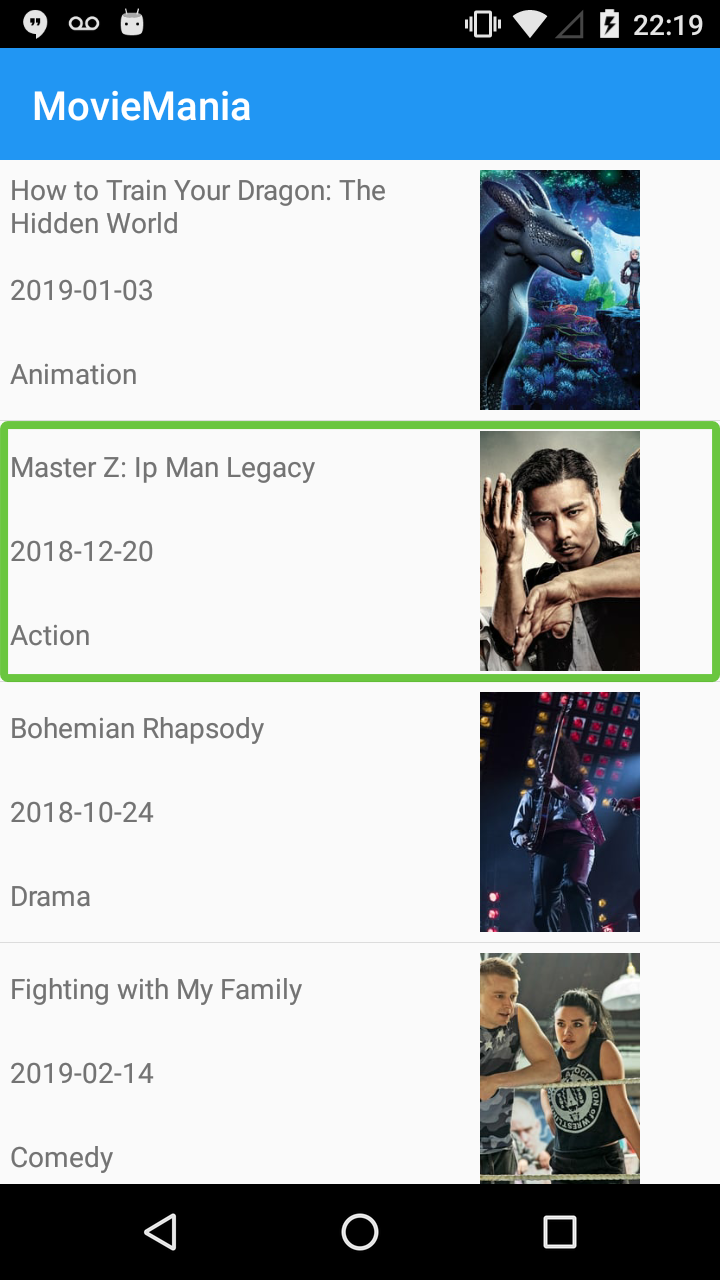 22:19
MovieMania
How to Train Your Dragon: The
Hidden World
2019-01-03
Animation
Master Z: Ip Man Legacy
2018-12-20
Action
Bohemian Rhapsody
2018-10-24
Drama
Fighting with My Family
2019-02-14
Comedy